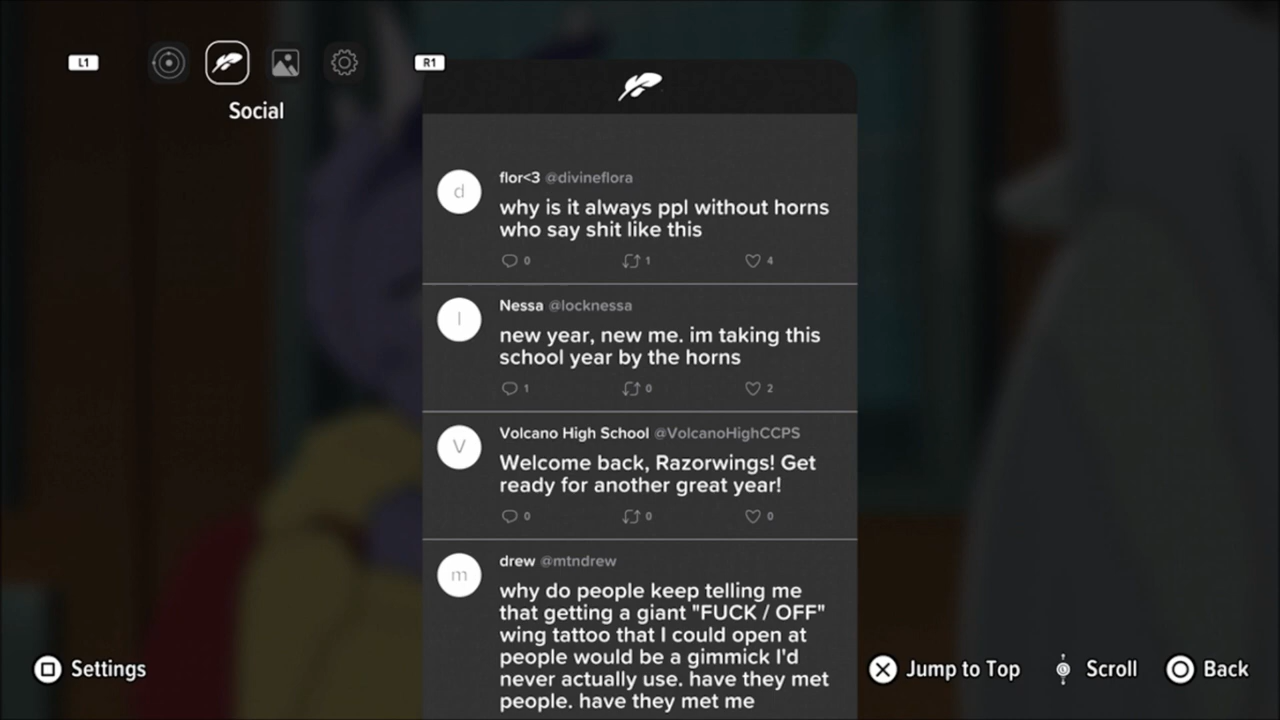 L1
R1
Social
d
flor<3 @divineflora
why is it always ppl without horns
who say shit like this
0 1 4
l
Nessa @locknessa
new year, new me. im taking this
school year by the horns
1 0 2
V
Volcano High School @VolcanoHighCCPS
Welcome back, Razorwings! Get
ready for another great year!
0 0 0
m
drew @mtndrew
why do people keep telling me
that getting a giant "FUCK / OFF"
wing tattoo that I could open at
people would be a gimmick I'd
never actually use. have they met
people. have they met me
Settings
Jump to Top
Scroll
Back